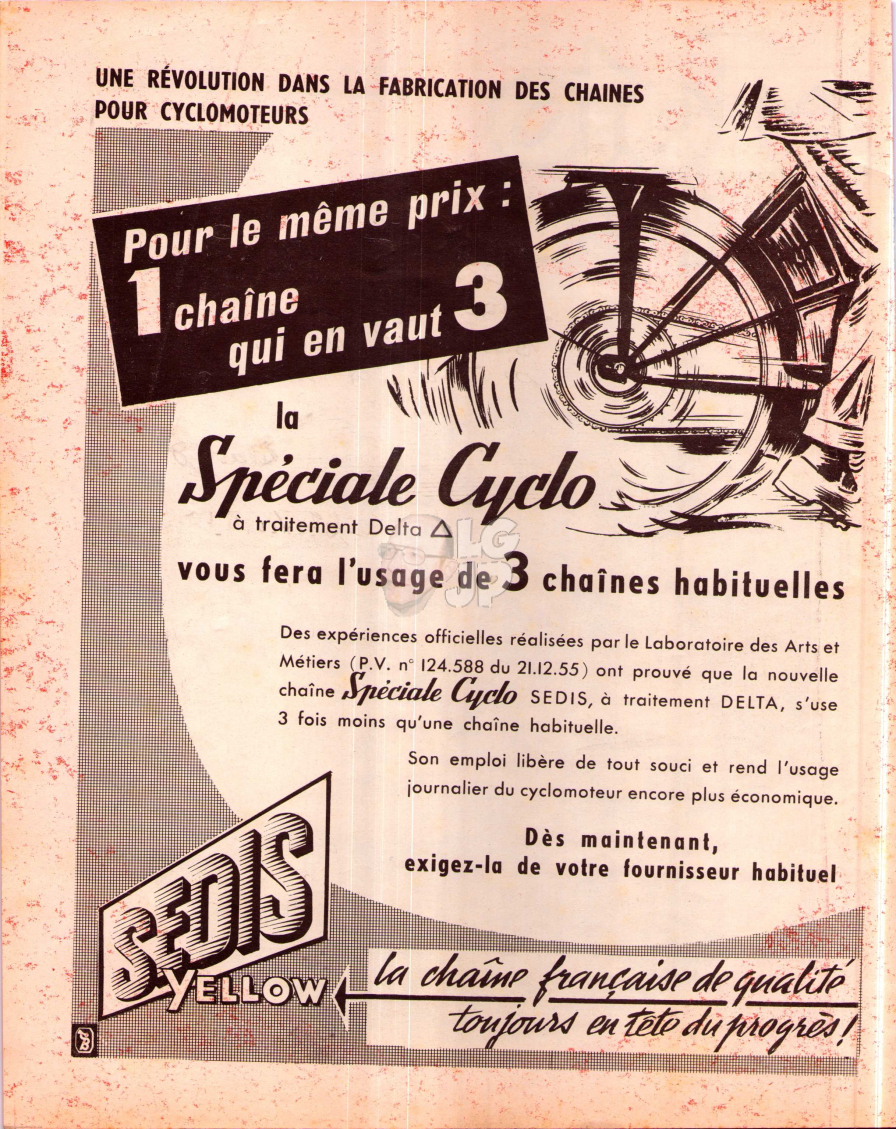 UNE RÉVOLUTION DANS LA FABRICATION DES CHAINES
POUR CYCLOMOTEURS
Pour le même prix :
1 chaîne
qui en vaut 3
la
Spéciale Cyclo
à traitement Delta Δ
LG
JP
vous fera l'usage de 3 chaînes habituelles
Des expériences officielles réalisées par le Laboratoire des Arts et
Métiers (P.V. n° 124.588 du 21.12.55) ont prouvé que la nouvelle
chaîne Spéciale Cyclo SEDIS, à traitement DELTA, s'use
3 fois moins qu'une chaîne habituelle.
Son emploi libère de tout souci et rend l'usage
journalier du cyclomoteur encore plus économique.
Dès maintenant,
exigez-la de votre fournisseur habituel
SEDIS
YELLOW
la chaîne française de qualité
toujours en tête du progrès !